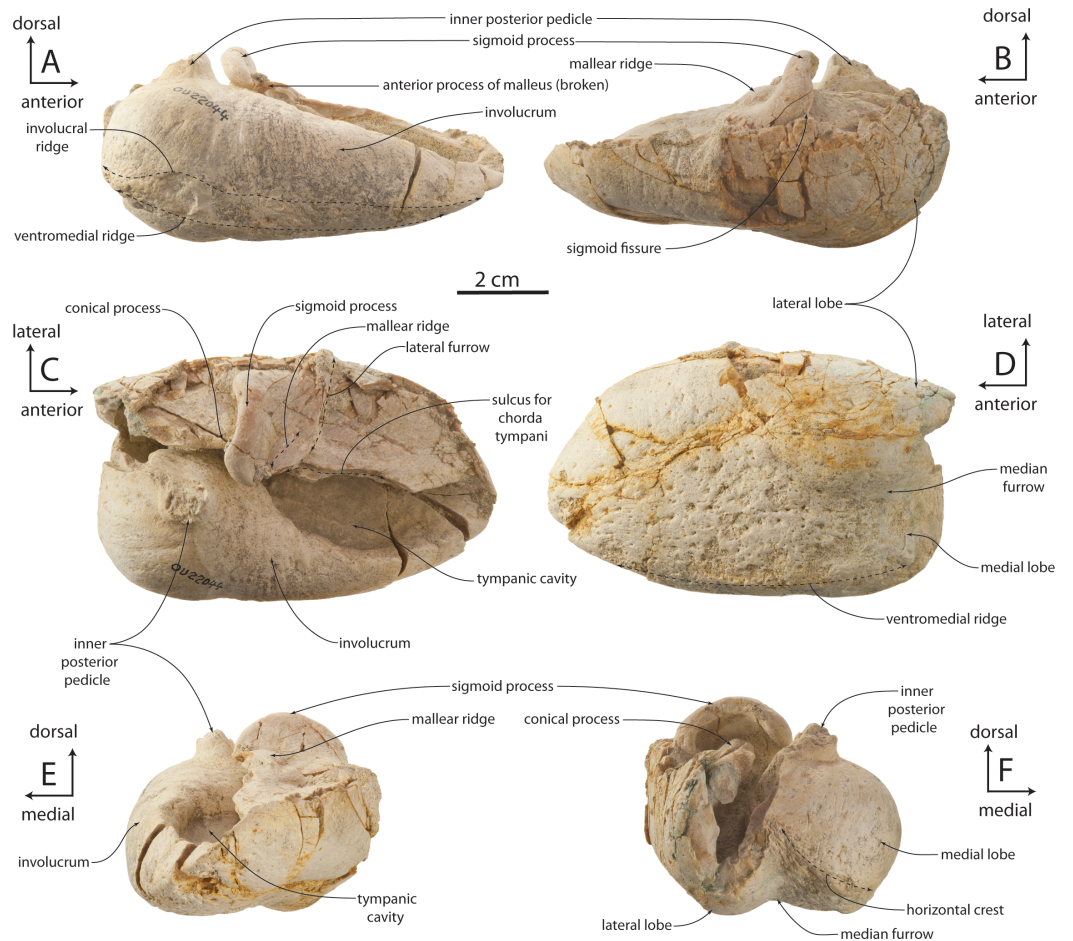 dorsal
A
anterior
inner posterior pedicle
sigmoid process
mallear ridge
anterior process of malleus (broken)
involucrum
involucral
ridge
ventromedial ridge
OU22044
dorsal
B
anterior
sigmoid fissure
2 cm
lateral lobe
lateral
C
anterior
conical process
sigmoid process
mallear ridge
lateral furrow
sulcus for
chorda
tympani
tympanic cavity
OU22044
involucrum
inner
posterior
pedicle
lateral
D
anterior
median
furrow
medial lobe
ventromedial ridge
dorsal
E
medial
sigmoid process
mallear ridge
conical process
involucrum
tympanic
cavity
inner
posterior
pedicle
dorsal
F
medial
medial lobe
horizontal crest
lateral lobe
median furrow